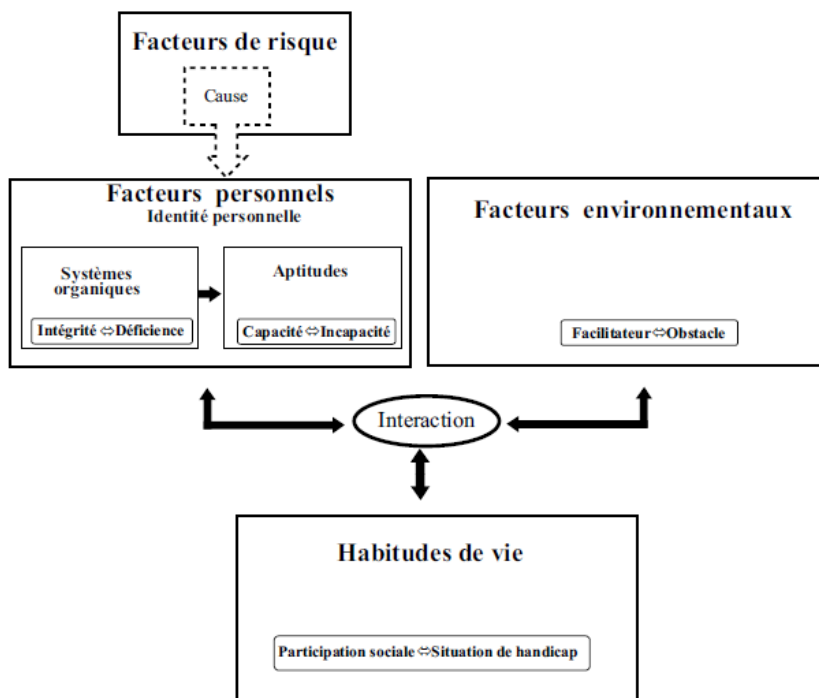 Facteurs de risque
Cause
Facteurs personnels
Identité personnelle
Systèmes
organiques
Intégrité ⇔ Déficience
Aptitudes
Capacité ⇔ Incapacité
Facteurs environnementaux
Facilitateur ⇔ Obstacle
Interaction
Habitudes de vie
Participation sociale ⇔ Situation de handicap